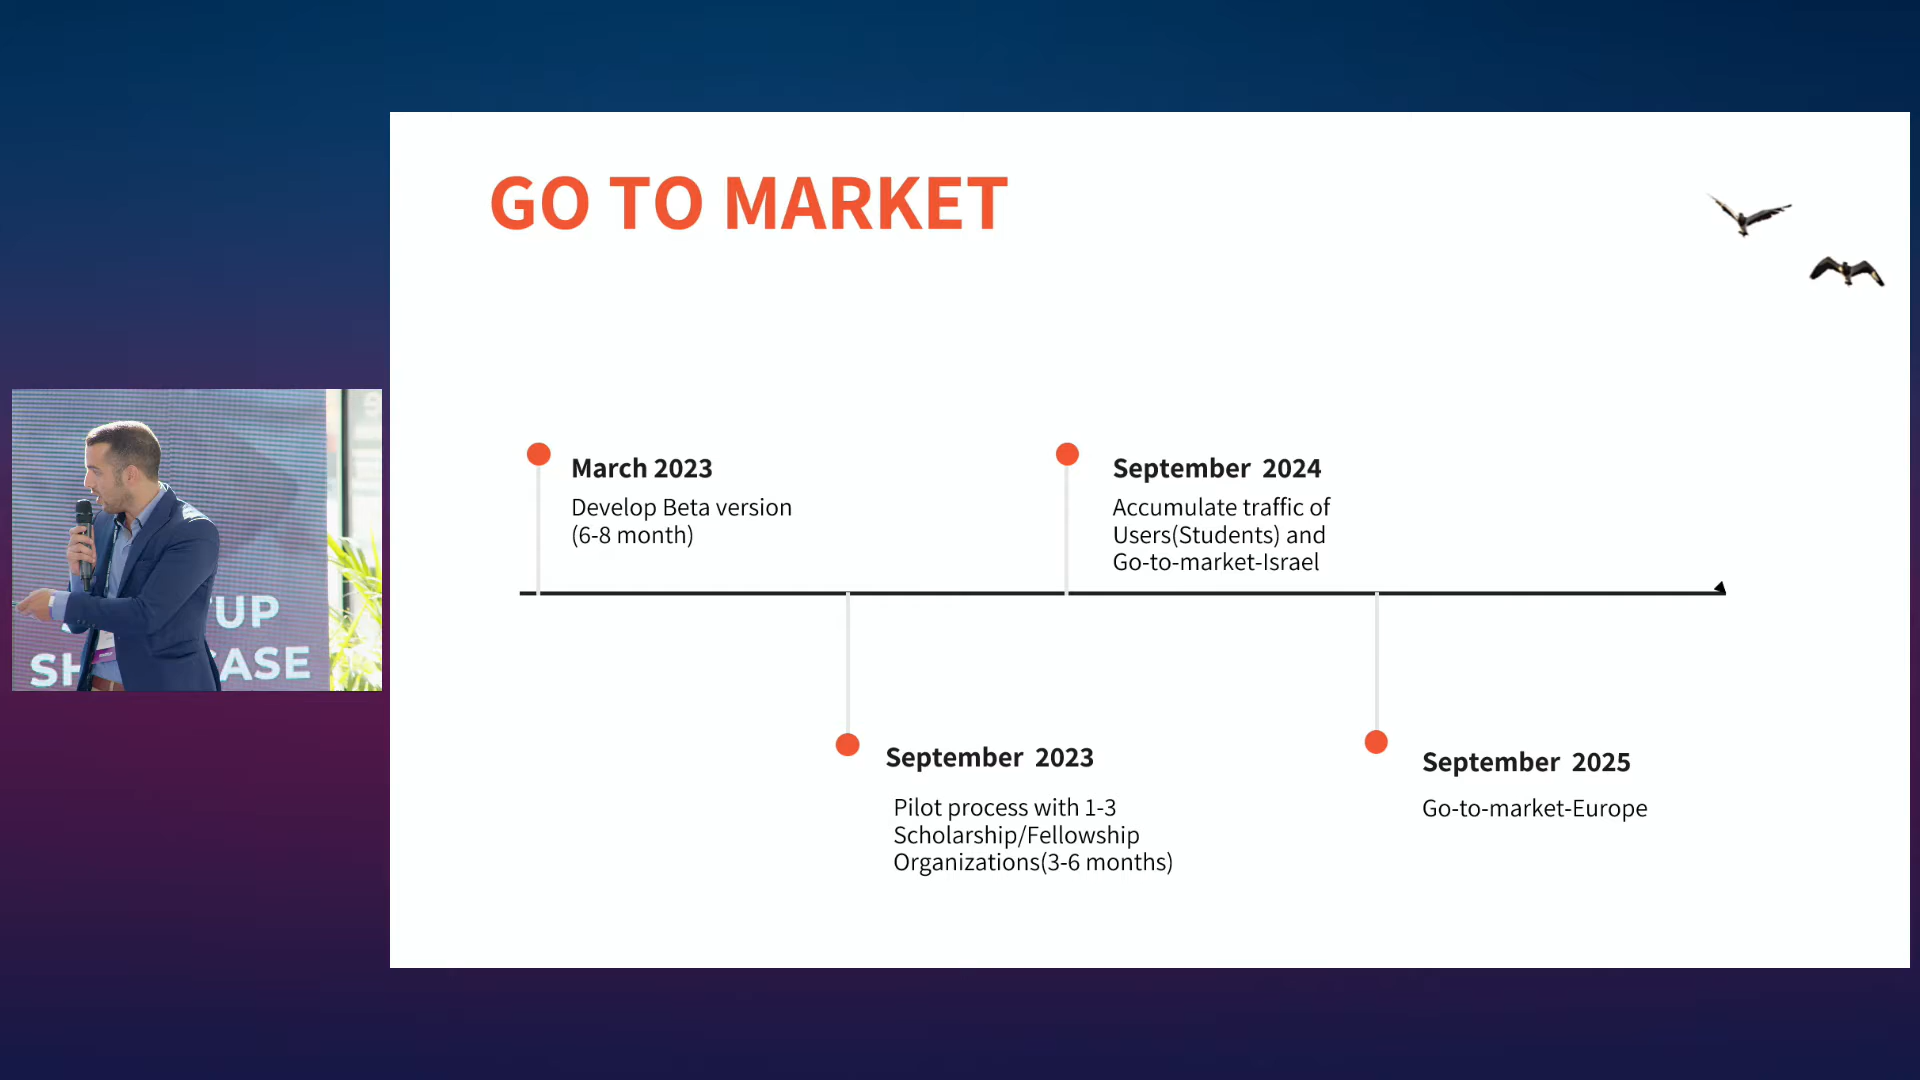 GO TO MARKET
March 2023
Develop Beta version
(6-8 month)
September 2024
Accumulate traffic of
Users(Students) and
Go-to-market-Israel
September 2023
Pilot process with 1-3
Scholarship/Fellowship
Organizations(3-6 months)
September 2025
Go-to-market-Europe
UP
SH ASE